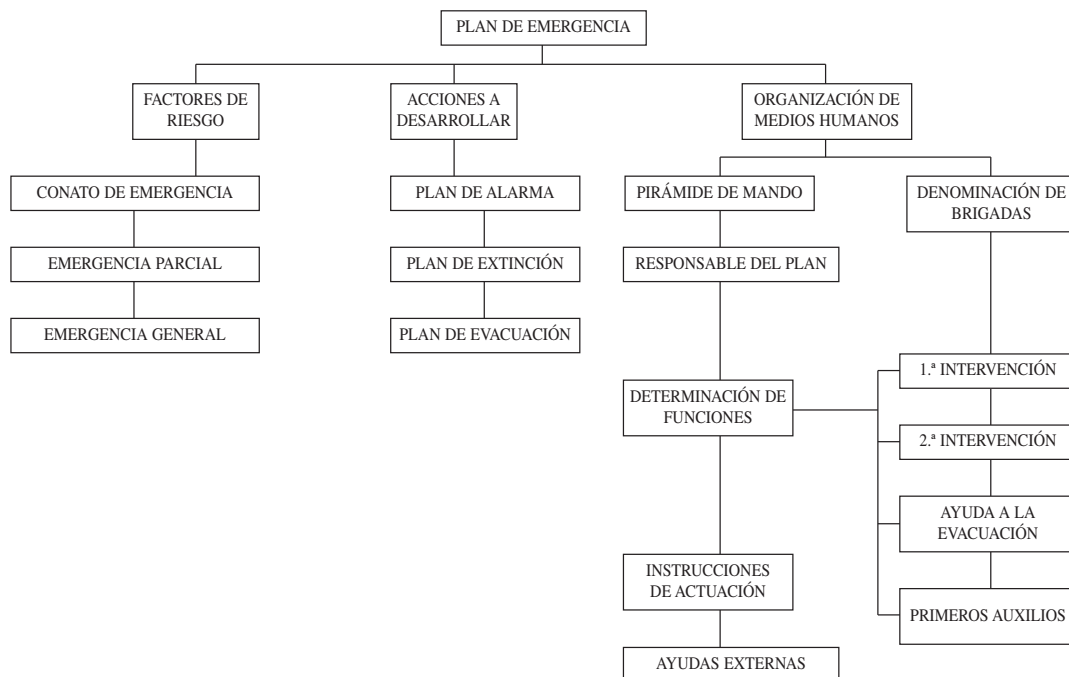 PLAN DE EMERGENCIA
FACTORES DE
RIESGO
ACCIONES A
DESARROLLAR
ORGANIZACIÓN DE
MEDIOS HUMANOS
CONATO DE EMERGENCIA
PLAN DE ALARMA
PIRÁMIDE DE MANDO
DENOMINACIÓN DE
BRIGADAS
EMERGENCIA PARCIAL
PLAN DE EXTINCIÓN
RESPONSABLE DEL PLAN
EMERGENCIA GENERAL
PLAN DE EVACUACIÓN
1.ª INTERVENCIÓN
DETERMINACIÓN DE
FUNCIONES
2.ª INTERVENCIÓN
AYUDA A LA
EVACUACIÓN
INSTRUCCIONES
DE ACTUACIÓN
PRIMEROS AUXILIOS
AYUDAS EXTERNAS